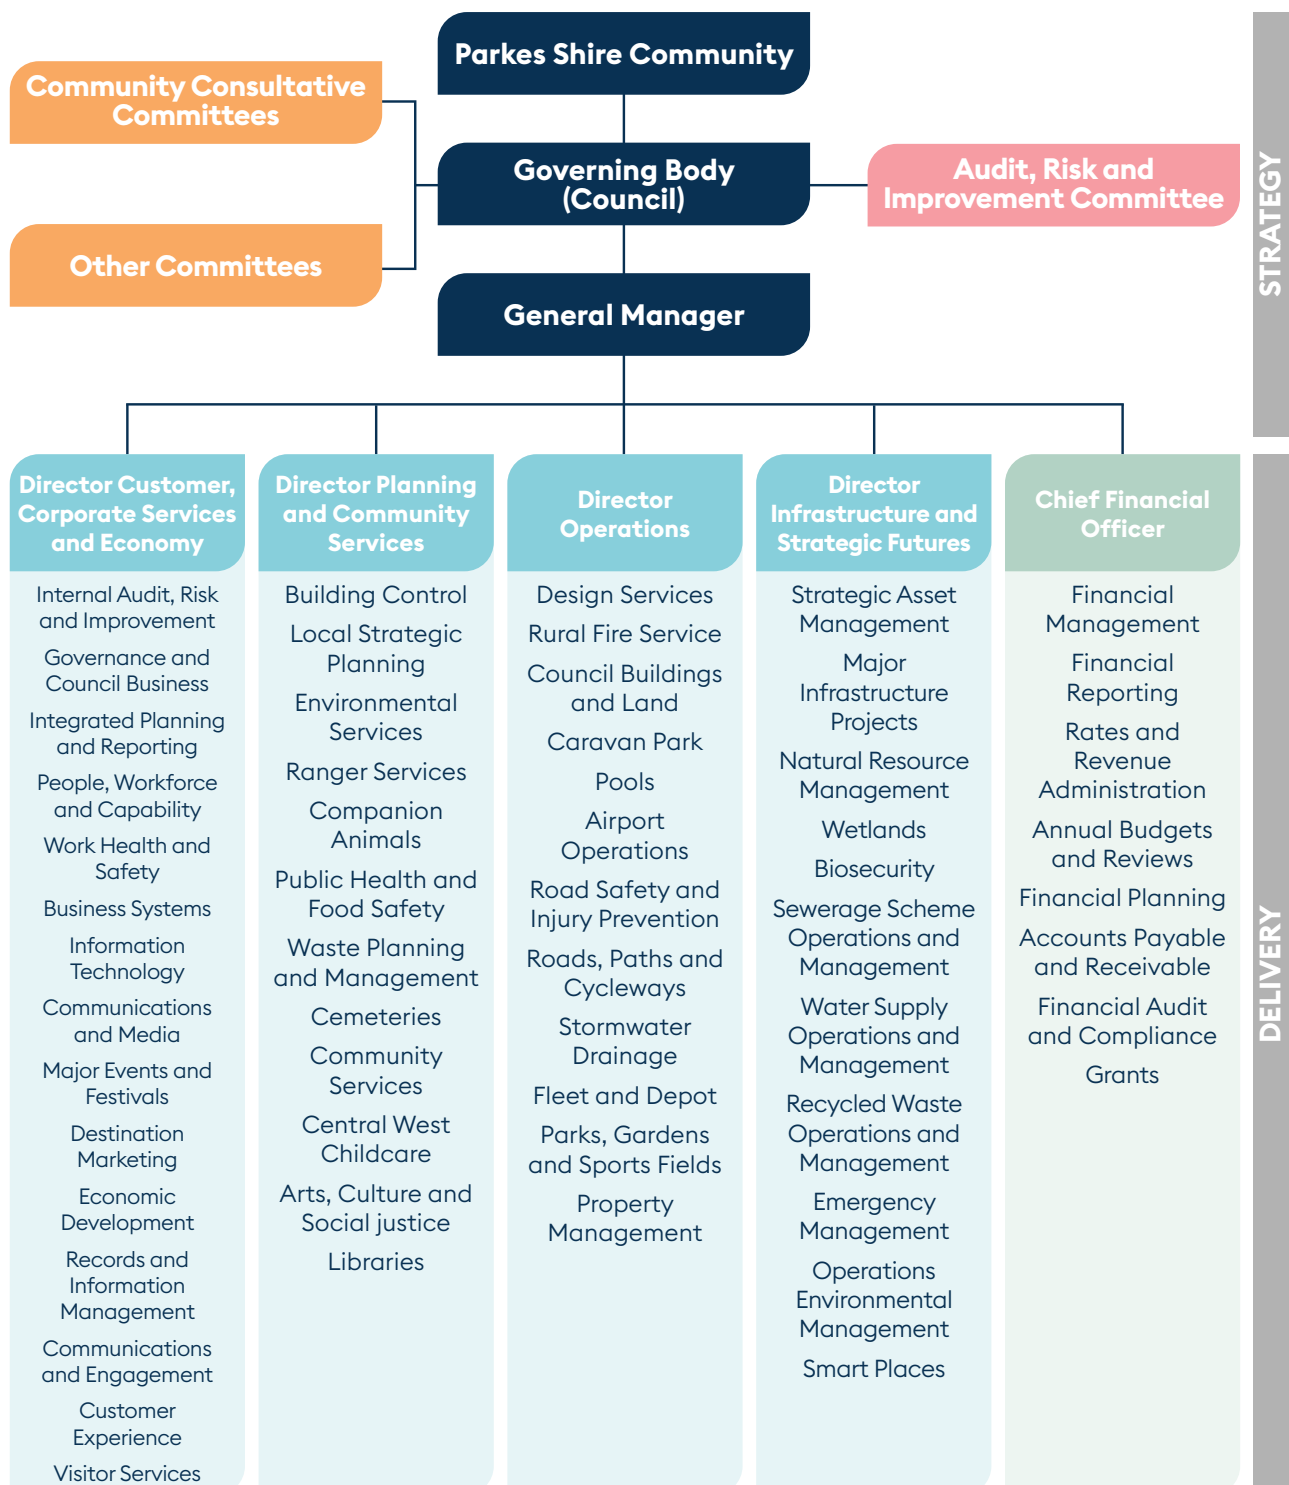 Parkes Shire Community
Community Consultative
Committees
Governing Body
(Council)
Audit, Risk and
Improvement Committee
Other Committees
General Manager
STRATEGY
Director Customer,
Corporate Services
and Economy
Internal Audit, Risk
and Improvement
Governance and
Council Business
Integrated Planning
and Reporting
People, Workforce
and Capability
Work Health and
Safety
Business Systems
Information
Technology
Communications
and Media
Major Events and
Festivals
Destination
Marketing
Economic
Development
Records and
Information
Management
Communications
and Engagement
Customer
Experience
Visitor Services
Director Planning
and Community
Services
Building Control
Local Strategic
Planning
Environmental
Services
Ranger Services
Companion
Animals
Public Health and
Food Safety
Waste Planning
and Management
Cemeteries
Community
Services
Central West
Childcare
Arts, Culture and
Social justice
Libraries
Director
Operations
Design Services
Rural Fire Service
Council Buildings
and Land
Caravan Park
Pools
Airport
Operations
Road Safety and
Injury Prevention
Roads, Paths and
Cycleways
Stormwater
Drainage
Fleet and Depot
Parks, Gardens
and Sports Fields
Property
Management
Director
Infrastructure and
Strategic Futures
Strategic Asset
Management
Major
Infrastructure
Projects
Natural Resource
Management
Wetlands
Biosecurity
Sewerage Scheme
Operations and
Management
Water Supply
Operations and
Management
Recycled Waste
Operations and
Management
Emergency
Management
Operations
Environmental
Management
Smart Places
Chief Financial
Officer
Financial
Management
Financial
Reporting
Rates and
Revenue
Administration
Annual Budgets
and Reviews
Financial Planning
Accounts Payable
and Receivable
Financial Audit
and Compliance
Grants
DELIVERY